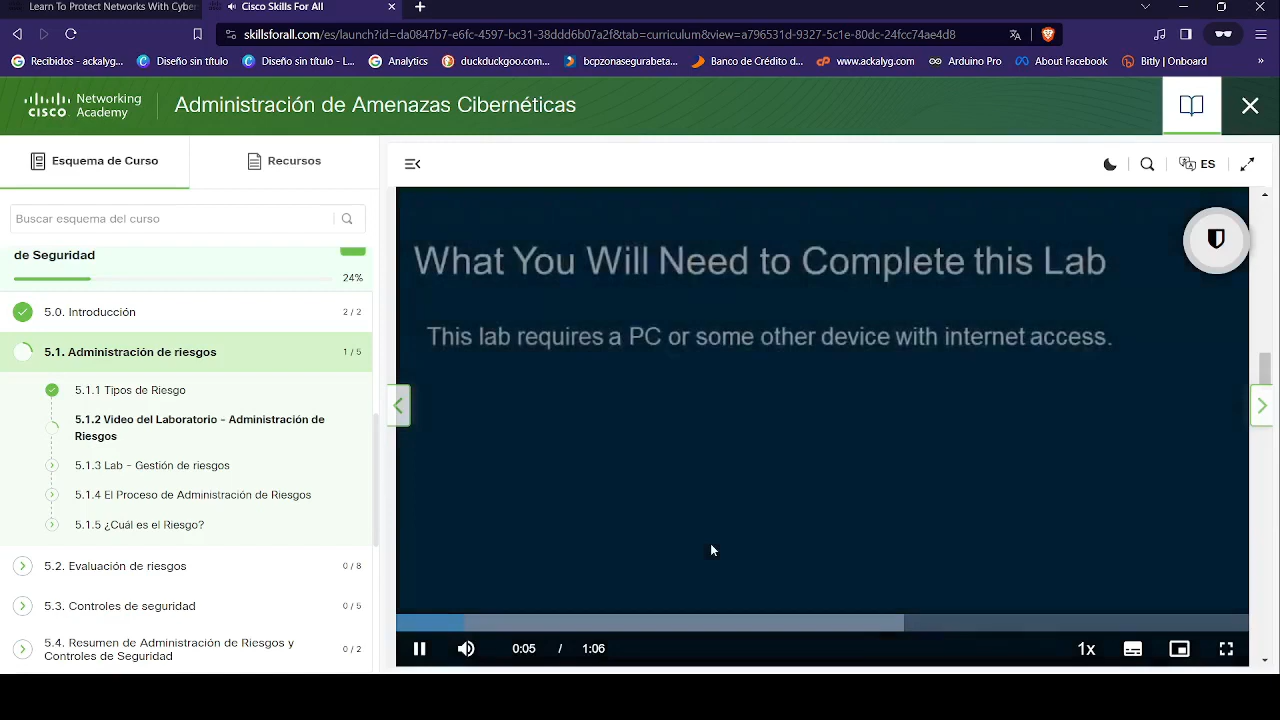 Learn To Protect Networks With Cyber
Cisco Skills For All
skillsforall.com/es/launch?id=da0847b7-e6fc-4597-bc31-38ddd6b07a2f&tab=curriculum&view=a796531d-9327-5c1e-80dc-24fcc74ae4d8
Recibidos - ackalyg...
Diseño sin título
Diseño sin título - L...
Analytics
duckduckgoo.com...
bcpzonasegurabeta...
Banco de Crédito d...
www.ackalyg.com
Arduino Pro
About Facebook
Bitly | Onboard
»
CISCO
Networking
Academy
Administración de Amenazas Cibernéticas
Esquema de Curso
Recursos
ES
Buscar esquema del curso
de Seguridad
24%
5.0. Introducción 2 / 2
5.1. Administración de riesgos 1 / 5
5.1.1 Tipos de Riesgo
5.1.2 Video del Laboratorio - Administración de
Riesgos
5.1.3 Lab - Gestión de riesgos
5.1.4 El Proceso de Administración de Riesgos
5.1.5 ¿Cuál es el Riesgo?
5.2. Evaluación de riesgos 0 / 8
5.3. Controles de seguridad 0 / 5
5.4. Resumen de Administración de Riesgos y 0 / 2
Controles de Seguridad
What You Will Need to Complete this Lab
This lab requires a PC or some other device with internet access.
0:05 / 1:06
1x